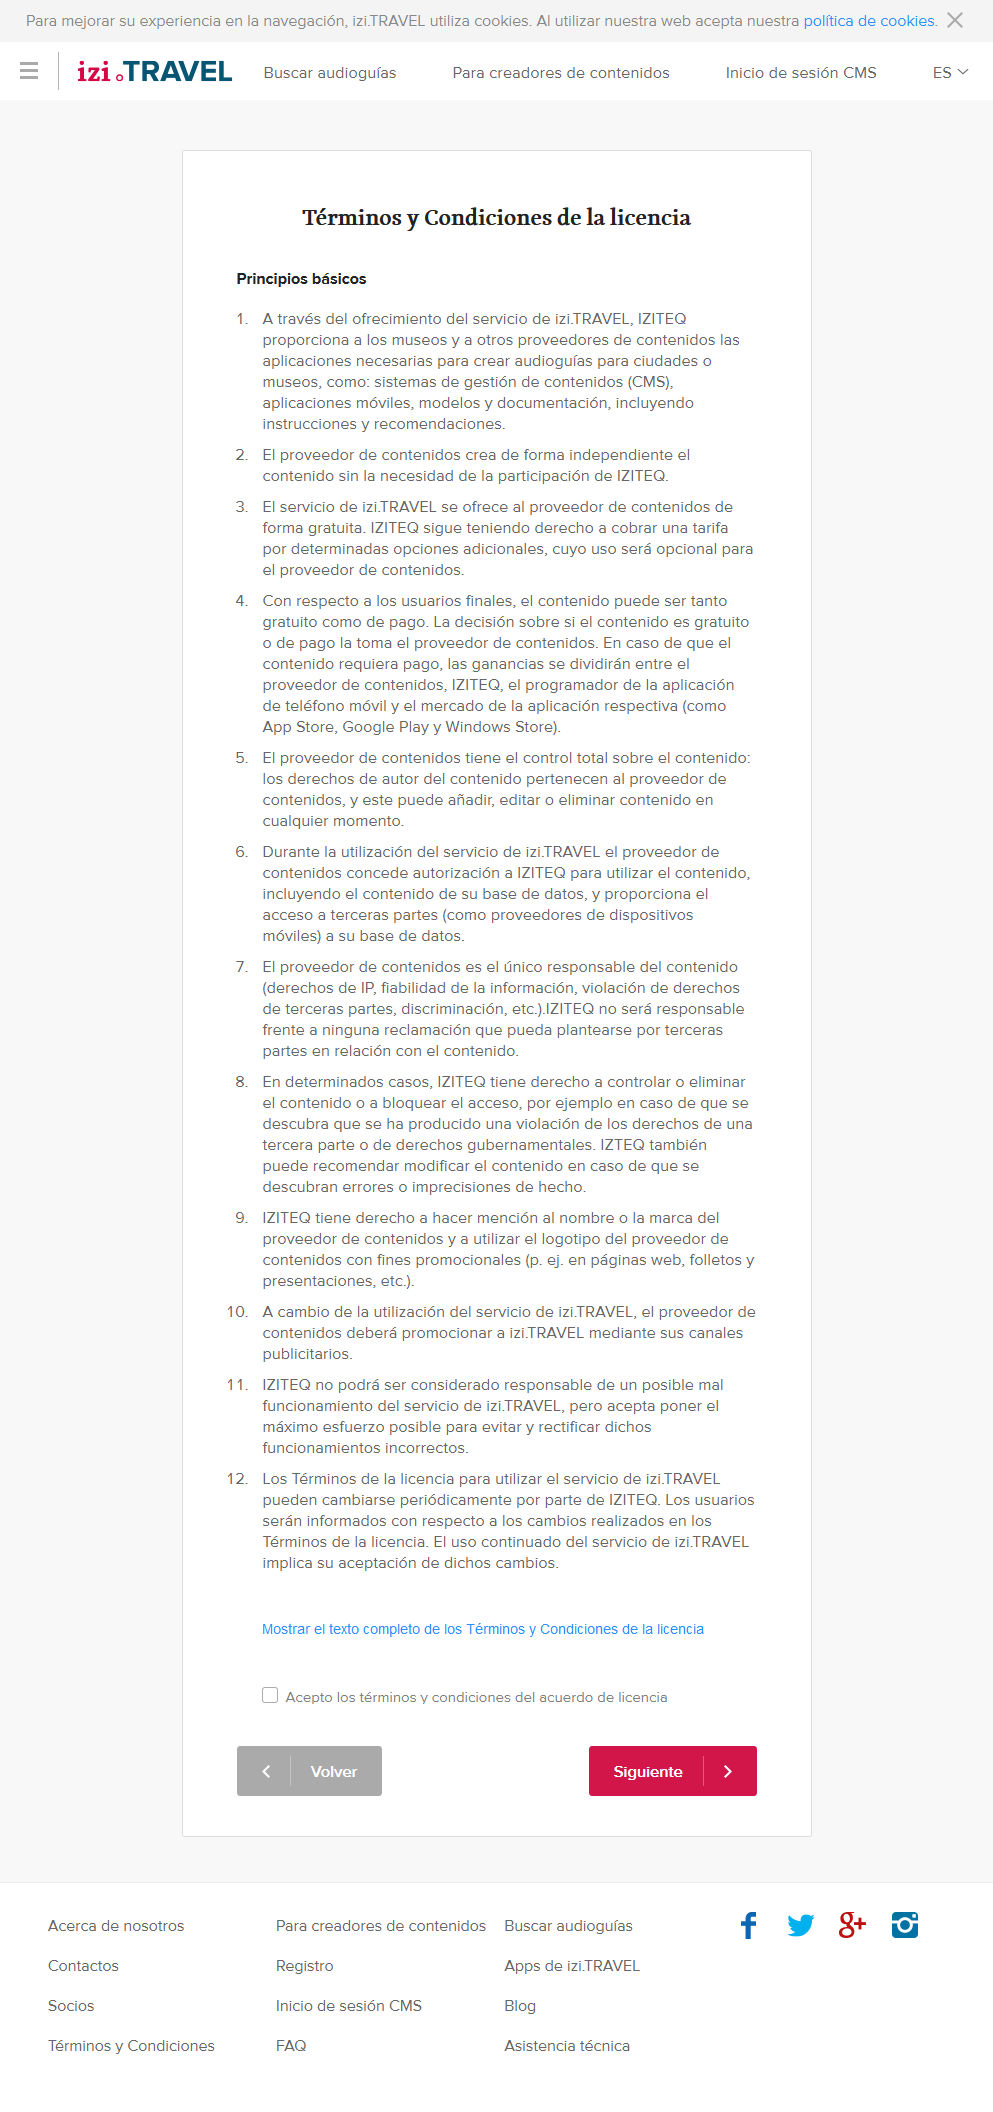 Para mejorar su experiencia en la navegación, izi.TRAVEL utiliza cookies. Al utilizar nuestra web acepta nuestra política de cookies.
izi.TRAVEL
Buscar audioguías
Para creadores de contenidos
Inicio de sesión CMS
ES
Términos y Condiciones de la licencia
Principios básicos
1. A través del ofrecimiento del servicio de izi.TRAVEL, IZITEQ
proporciona a los museos y a otros proveedores de contenidos las
aplicaciones necesarias para crear audioguías para ciudades o
museos, como: sistemas de gestión de contenidos (CMS),
aplicaciones móviles, modelos y documentación, incluyendo
instrucciones y recomendaciones.
2. El proveedor de contenidos crea de forma independiente el
contenido sin la necesidad de la participación de IZITEQ.
3. El servicio de izi.TRAVEL se ofrece al proveedor de contenidos de
forma gratuita. IZITEQ sigue teniendo derecho a cobrar una tarifa
por determinadas opciones adicionales, cuyo uso será opcional para
el proveedor de contenidos.
4. Con respecto a los usuarios finales, el contenido puede ser tanto
gratuito como de pago. La decisión sobre si el contenido es gratuito
o de pago la toma el proveedor de contenidos. En caso de que el
contenido requiera pago, las ganancias se dividirán entre el
proveedor de contenidos, IZITEQ, el programador de la aplicación
de teléfono móvil y el mercado de la aplicación respectiva (como
App Store, Google Play y Windows Store).
5. El proveedor de contenidos tiene el control total sobre el contenido:
los derechos de autor del contenido pertenecen al proveedor de
contenidos, y este puede añadir, editar o eliminar contenido en
cualquier momento.
6. Durante la utilización del servicio de izi.TRAVEL el proveedor de
contenidos concede autorización a IZITEQ para utilizar el contenido,
incluyendo el contenido de su base de datos, y proporciona el
acceso a terceras partes (como proveedores de dispositivos
móviles) a su base de datos.
7. El proveedor de contenidos es el único responsable del contenido
(derechos de IP, fiabilidad de la información, violación de derechos
de terceras partes, discriminación, etc.).IZITEQ no será responsable
frente a ninguna reclamación que pueda plantearse por terceras
partes en relación con el contenido.
8. En determinados casos, IZITEQ tiene derecho a controlar o eliminar
el contenido o a bloquear el acceso, por ejemplo en caso de que se
descubra que se ha producido una violación de los derechos de una
tercera parte o de derechos gubernamentales. IZTEQ también
puede recomendar modificar el contenido en caso de que se
descubran errores o imprecisiones de hecho.
9. IZITEQ tiene derecho a hacer mención al nombre o la marca del
proveedor de contenidos y a utilizar el logotipo del proveedor de
contenidos con fines promocionales (p. ej. en páginas web, folletos y
presentaciones, etc.).
10. A cambio de la utilización del servicio de izi.TRAVEL, el proveedor de
contenidos deberá promocionar a izi.TRAVEL mediante sus canales
publicitarios.
11. IZITEQ no podrá ser considerado responsable de un posible mal
funcionamiento del servicio de izi.TRAVEL, pero acepta poner el
máximo esfuerzo posible para evitar y rectificar dichos
funcionamientos incorrectos.
12. Los Términos de la licencia para utilizar el servicio de izi.TRAVEL
pueden cambiarse periódicamente por parte de IZITEQ. Los usuarios
serán informados con respecto a los cambios realizados en los
Términos de la licencia. El uso continuado del servicio de izi.TRAVEL
implica su aceptación de dichos cambios.
Mostrar el texto completo de los Términos y Condiciones de la licencia
Acepto los términos y condiciones del acuerdo de licencia
Volver
Siguiente
Acerca de nosotros
Contactos
Socios
Términos y Condiciones
Para creadores de contenidos
Registro
Inicio de sesión CMS
FAQ
Buscar audioguías
Apps de izi.TRAVEL
Blog
Asistencia técnica